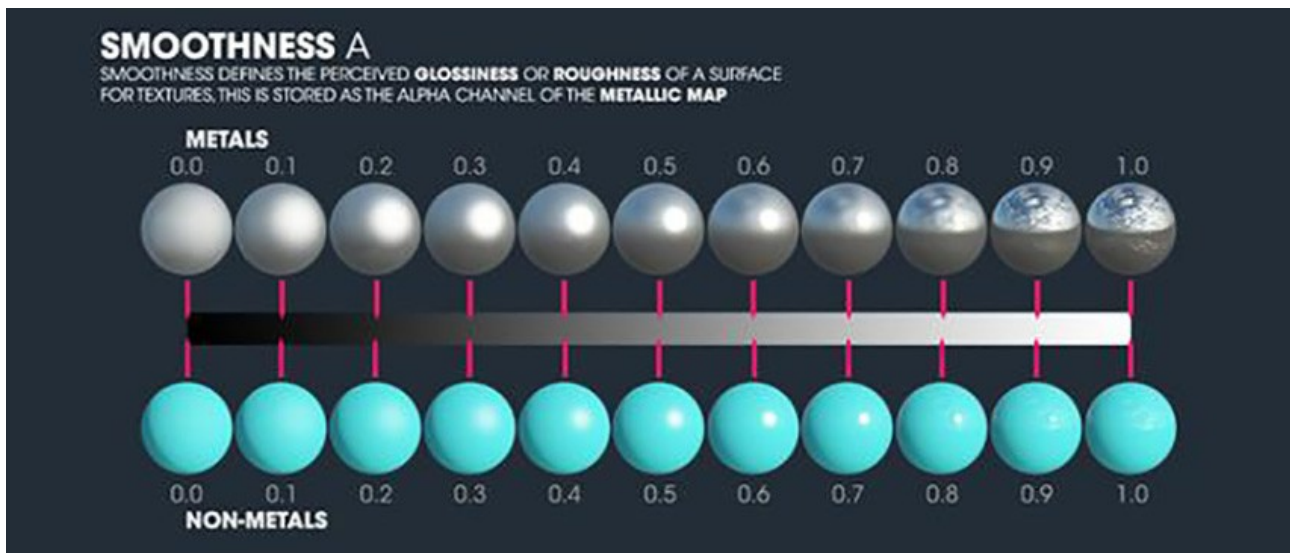 SMOOTHNESS A
SMOOTHNESS DEFINES THE PERCEIVED GLOSSINESS OR ROUGHNESS OF A SURFACE
FOR TEXTURES, THIS IS STORED AS THE ALPHA CHANNEL OF THE METALLIC MAP
METALS
0.0 0.1 0.2 0.3 0.4 0.5 0.6 0.7 0.8 0.9 1.0
0.0 0.1 0.2 0.3 0.4 0.5 0.6 0.7 0.8 0.9 1.0
NON-METALS